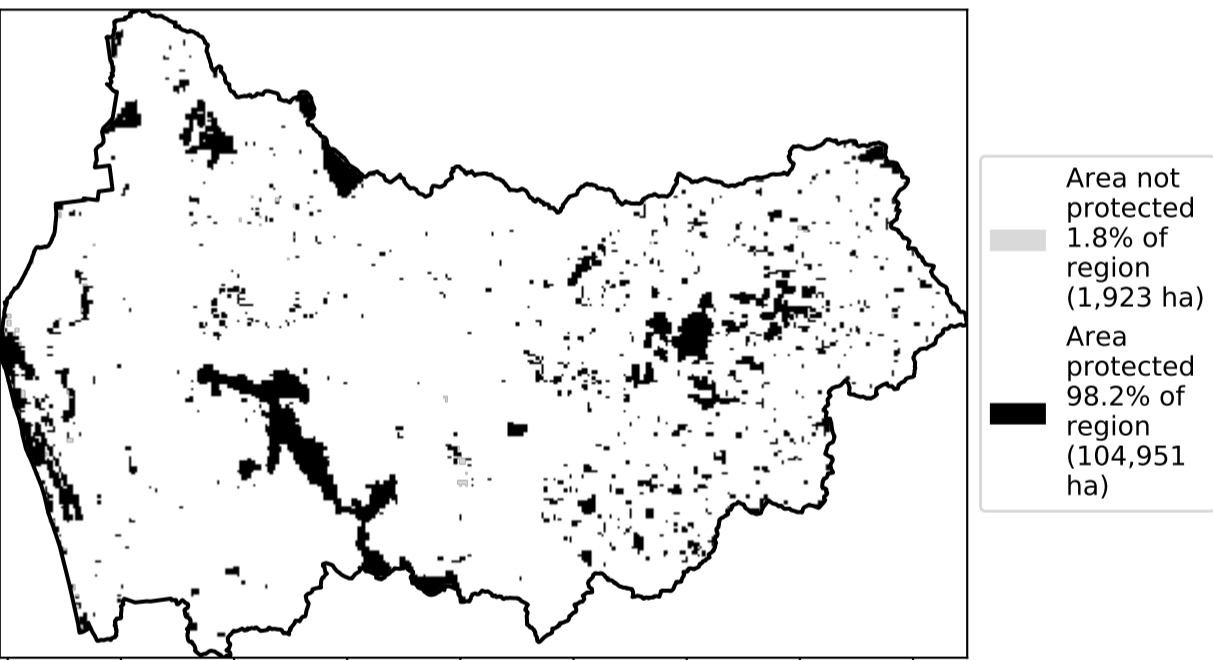 Area not
protected
1.8% of
region
(1,923 ha)
Area
protected
98.2% of
region
(104,951
ha)